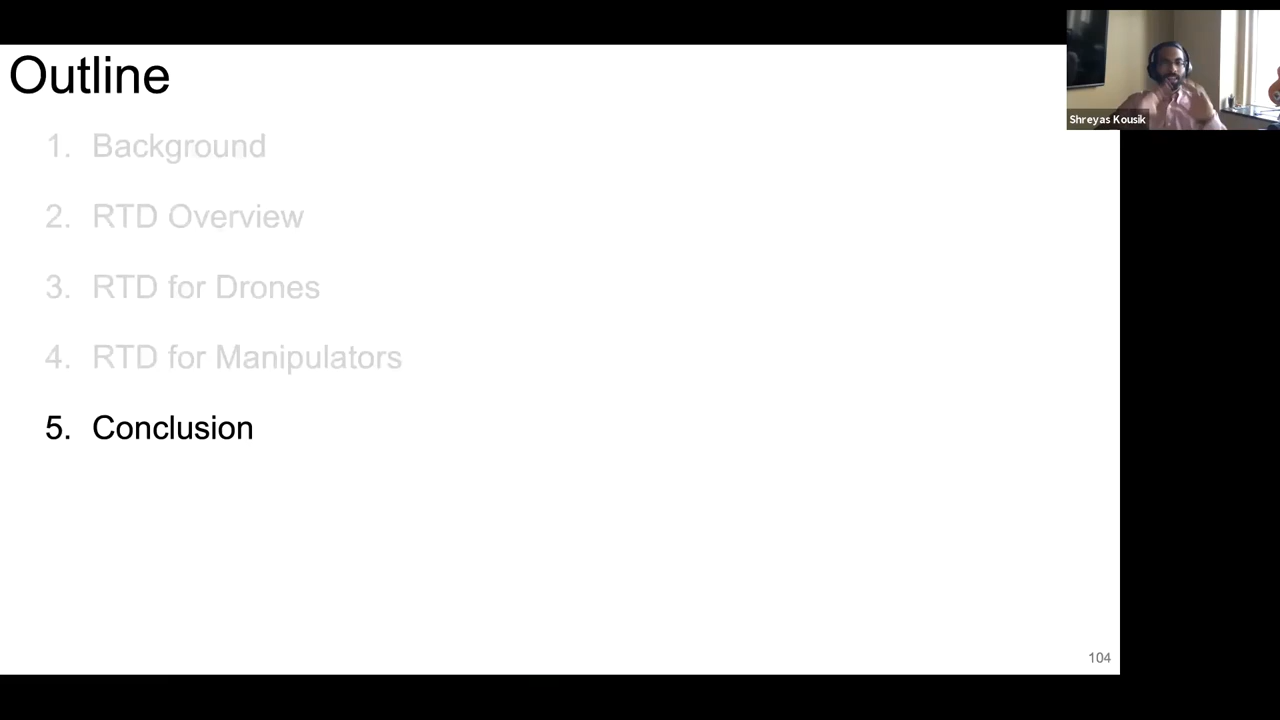 Outline
1. Background
2. RTD Overview
3. RTD for Drones
4. RTD for Manipulators
5. Conclusion
104
Shreyas Kousik